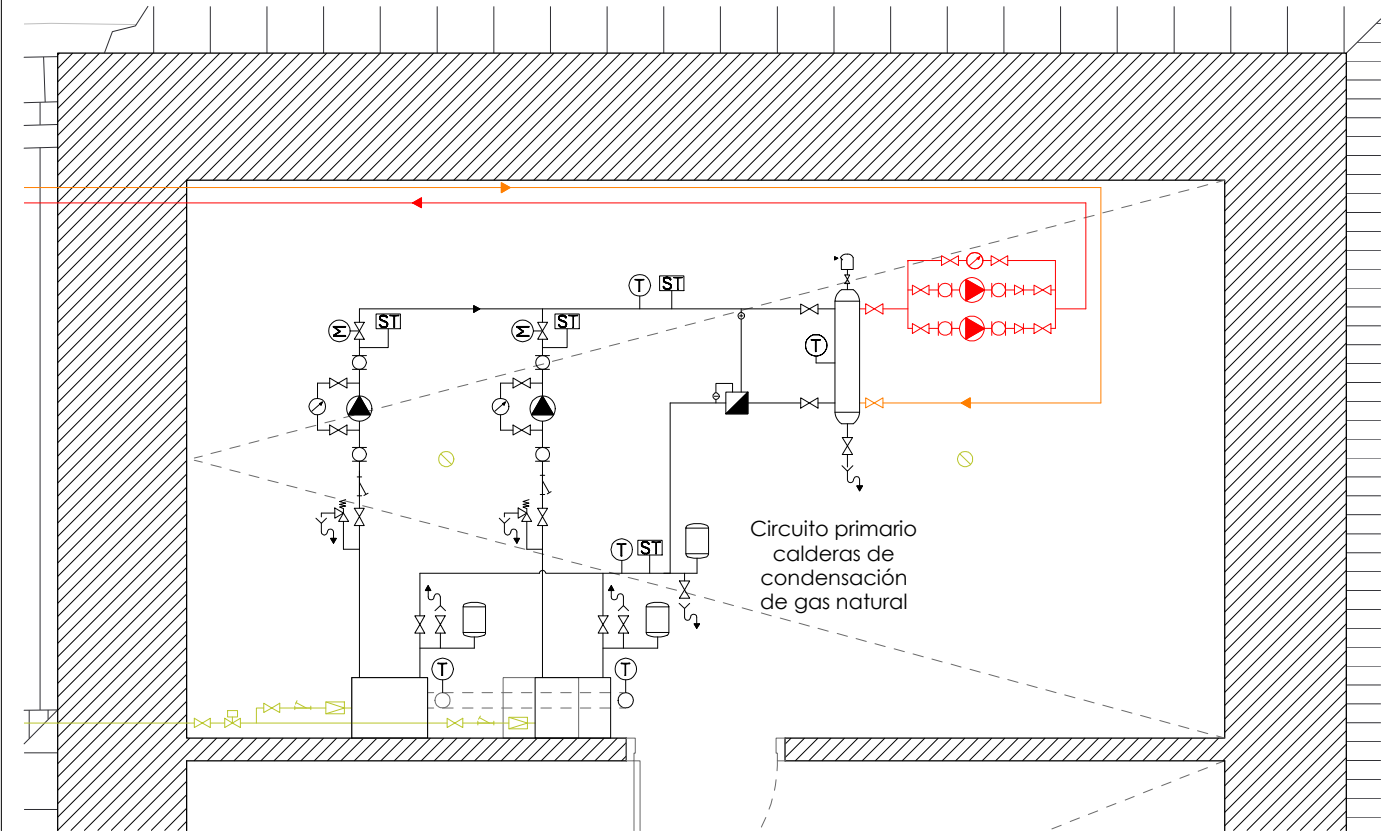 T
ST
Σ
ST
Σ
ST
T
T
ST
Circuito primario
calderas de
condensación
de gas natural
T
T